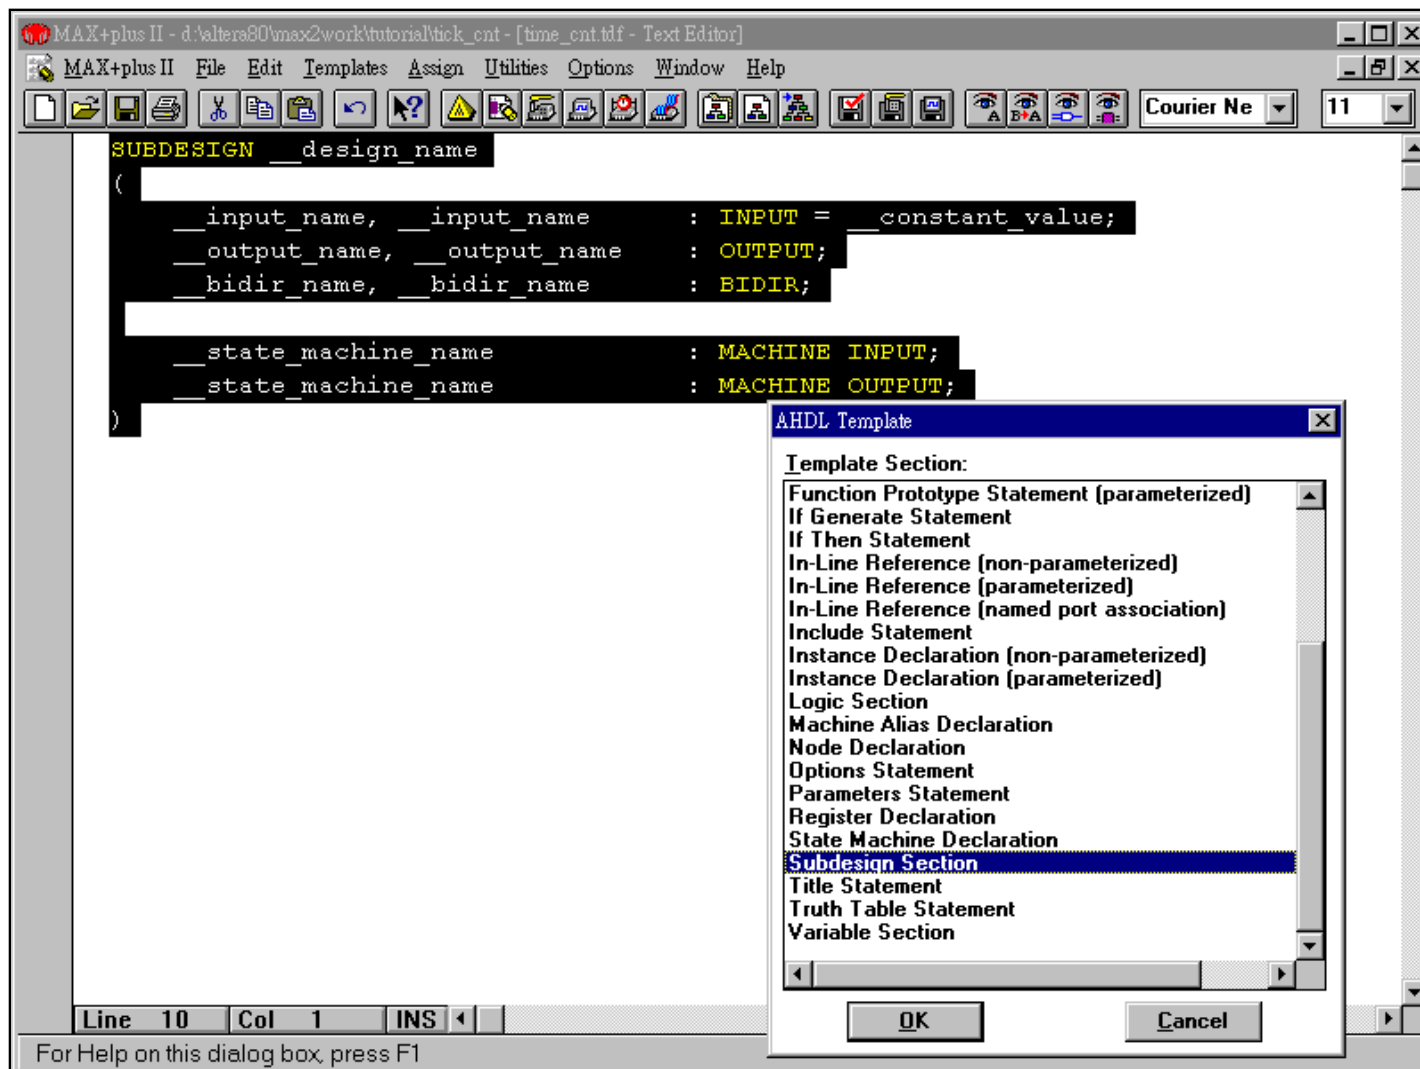 MAX+plus II - d:\altera80\max2work\tutorial\tick_cnt - [time_cnt.tdf - Text Editor]
MAX+plus II File Edit Templates Assign Utilities Options Window Help
Courier Ne 11
SUBDESIGN __design_name
(
__input_name, __input_name : INPUT = __constant_value;
__output_name, __output_name : OUTPUT;
__bidir_name, __bidir_name : BIDIR;
__state_machine_name : MACHINE INPUT;
__state_machine_name : MACHINE OUTPUT;
)
AHDL Template
Template Section:
Function Prototype Statement (parameterized)
If Generate Statement
If Then Statement
In-Line Reference (non-parameterized)
In-Line Reference (parameterized)
In-Line Reference (named port association)
Include Statement
Instance Declaration (non-parameterized)
Instance Declaration (parameterized)
Logic Section
Machine Alias Declaration
Node Declaration
Options Statement
Parameters Statement
Register Declaration
State Machine Declaration
Subdesign Section
Title Statement
Truth Table Statement
Variable Section
OK Cancel
Line 10 Col 1 INS
For Help on this dialog box, press F1